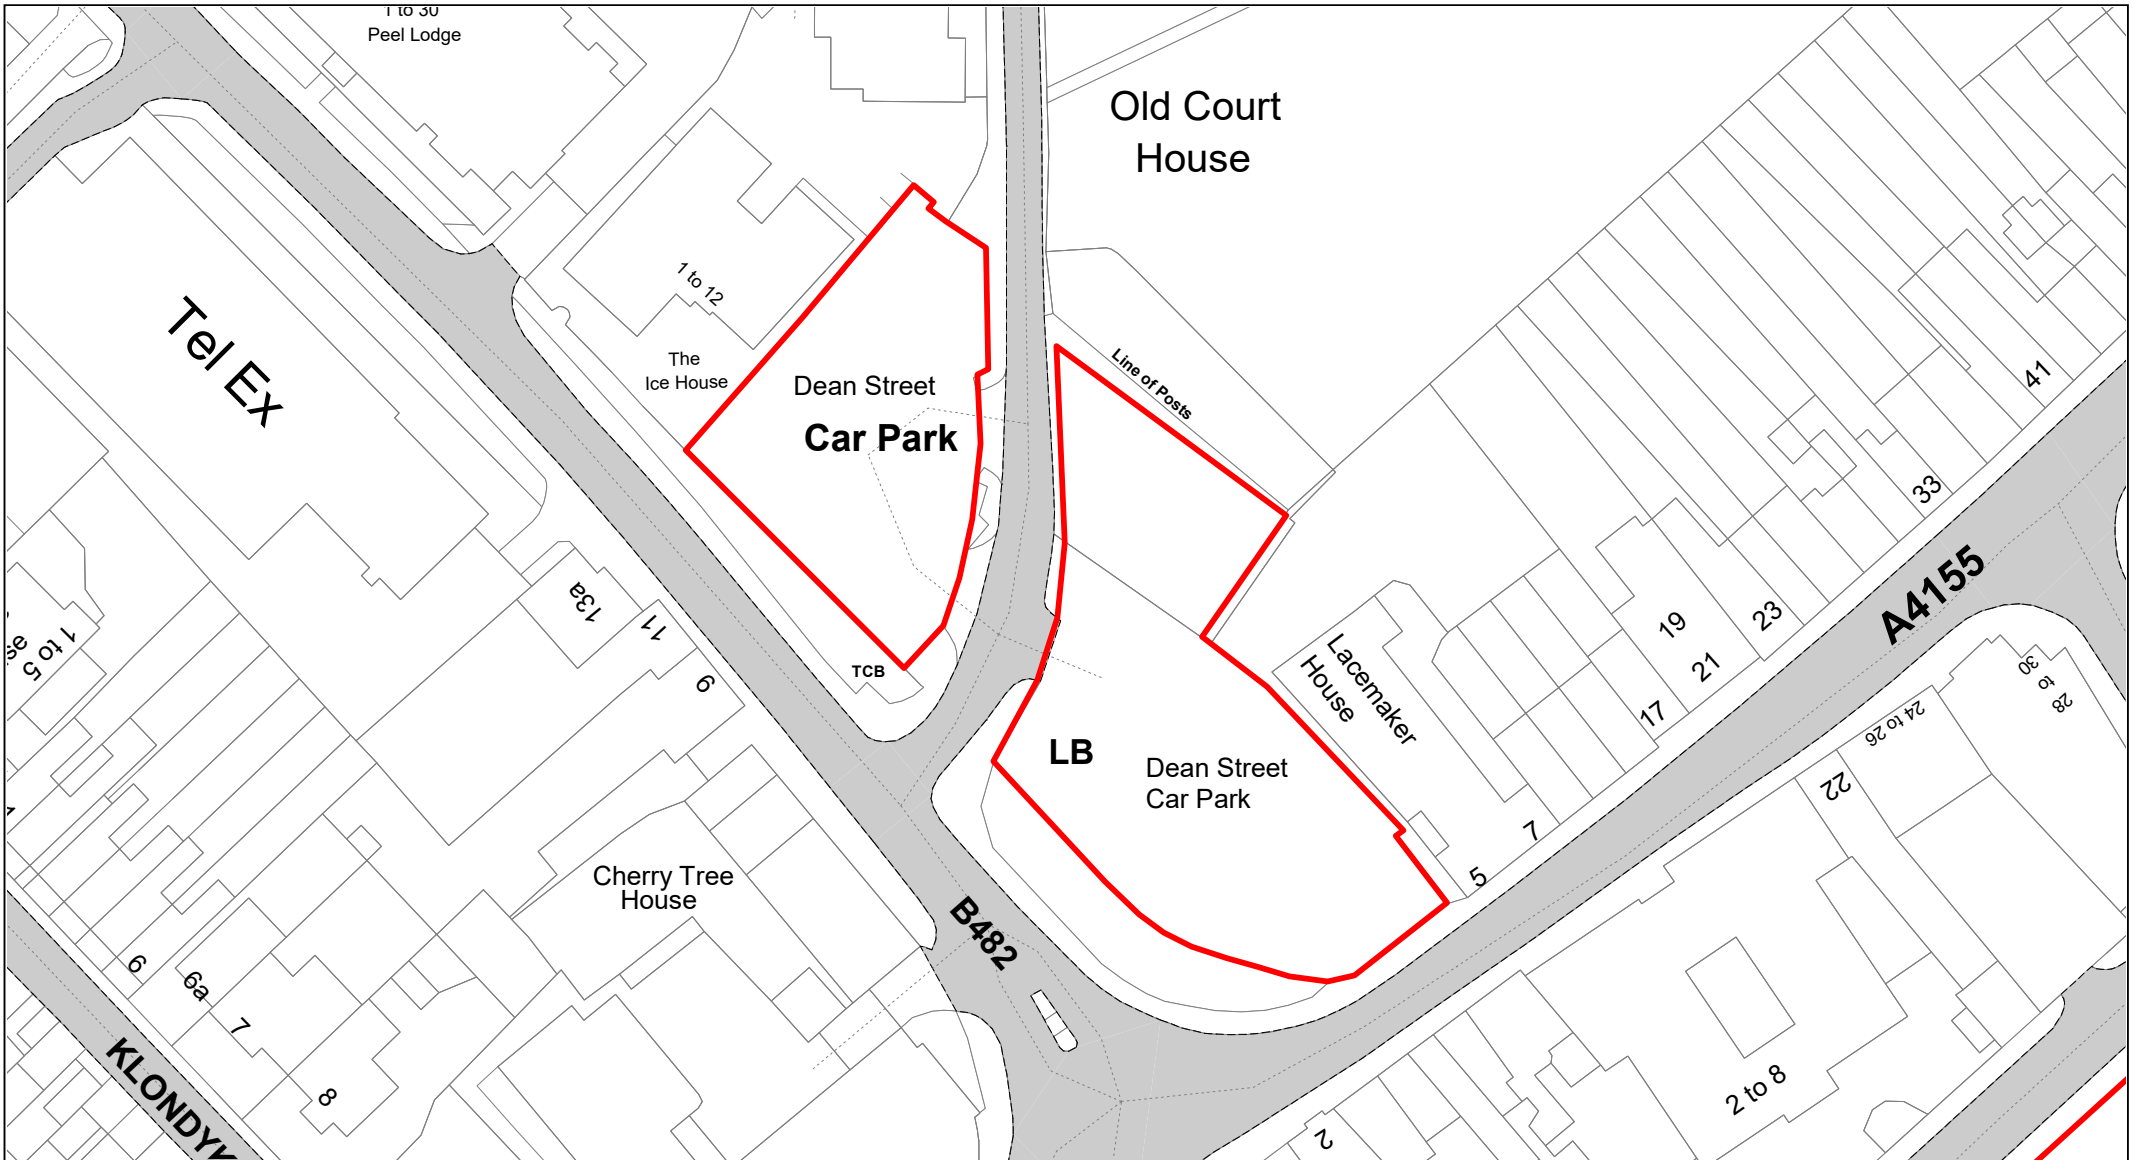 1 to 30
Peel Lodge
Old Court
House
1 to 12
Tel Ex
The
Ice House
Dean Street
Car Park
Line of Posts
41
33
A4155
13a
11
9
1 to 5
TCB
Lacemaker
House
19
23
21
17
30
to
28
24 to 26
22
LB
Dean Street
Car Park
7
5
Cherry Tree
House
B482
6
6a
7
8
KLONDYK
2 to 8
2